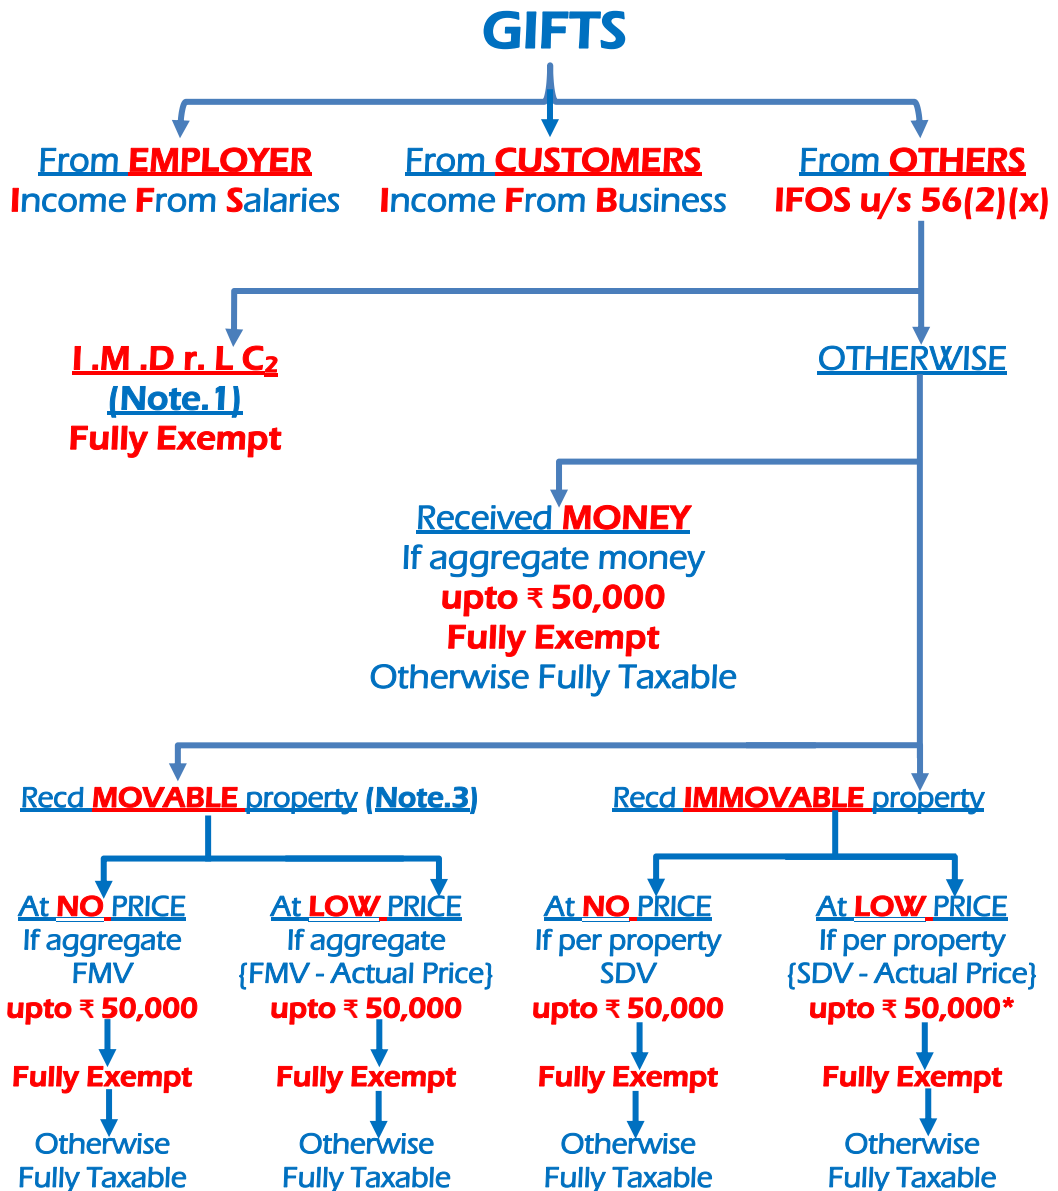 GIFTS
From EMPLOYER
Income From Salaries
From CUSTOMERS
Income From Business
From OTHERS
IFOS u/s 56(2)(x)
I .M .D r. L C₂
(Note.1)
Fully Exempt
OTHERWISE
Received MONEY
If aggregate money
upto ₹ 50,000
Fully Exempt
Otherwise Fully Taxable
Recd MOVABLE property (Note.3)
Recd IMMOVABLE property
At NO PRICE
If aggregate
FMV
upto ₹ 50,000
Fully Exempt
Otherwise
Fully Taxable
At LOW PRICE
If aggregate
{FMV - Actual Price}
upto ₹ 50,000
Fully Exempt
Otherwise
Fully Taxable
At NO PRICE
If per property
SDV
upto ₹ 50,000
Fully Exempt
Otherwise
Fully Taxable
At LOW PRICE
If per property
{SDV - Actual Price}
upto ₹ 50,000*
Fully Exempt
Otherwise
Fully Taxable